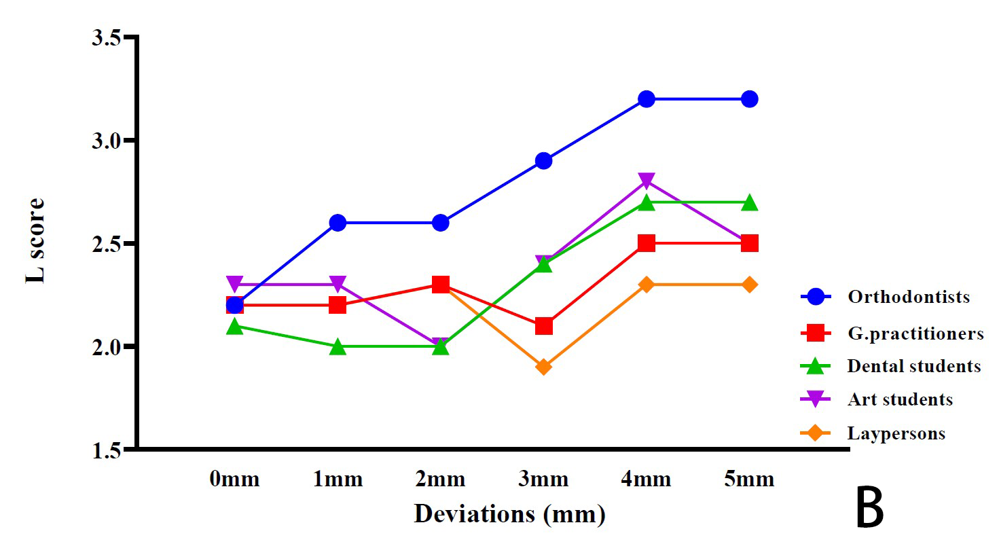 3.5
3.0
2.5
2.0
1.5
L score
0mm 1mm 2mm 3mm 4mm 5mm
Deviations (mm)
Orthodontists
G.practitioners
Dental students
Art students
Laypersons
B